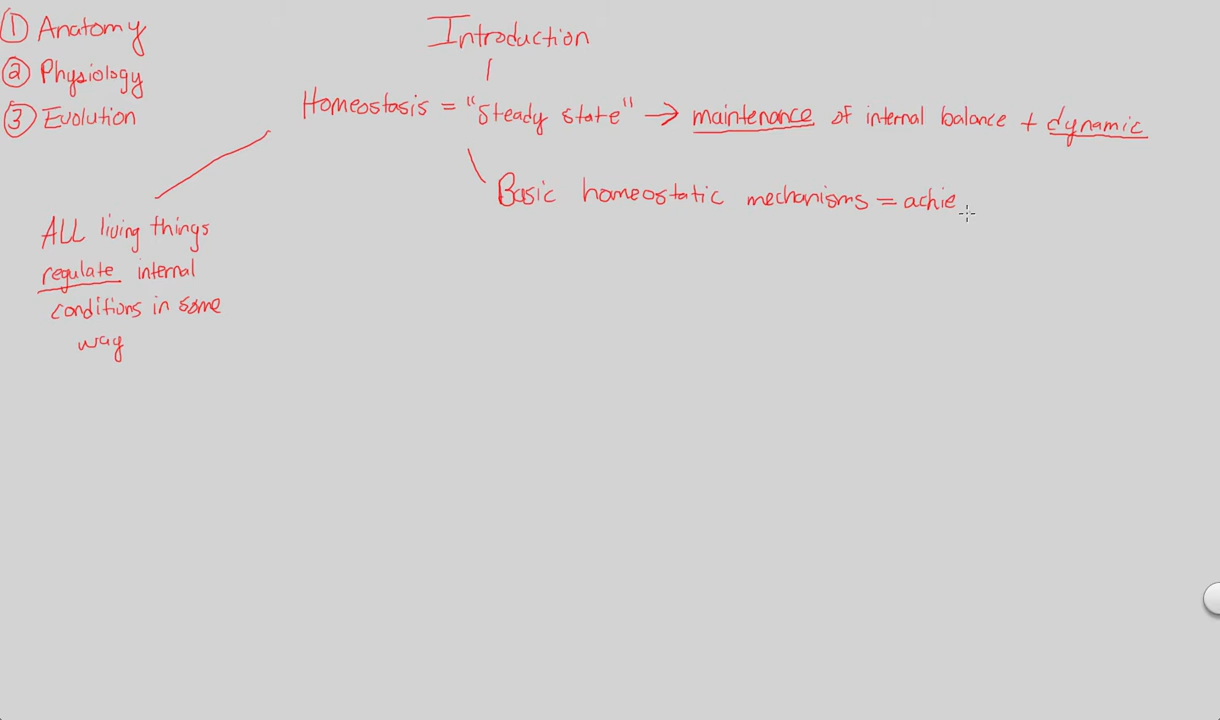 ① Anatomy
② Physiology
③ Evolution
Introduction
Homeostasis = "Steady state" → maintenance of internal balance + dynamic
Basic homeostatic mechanisms = achie
ALL living things
regulate internal
conditions in some
way